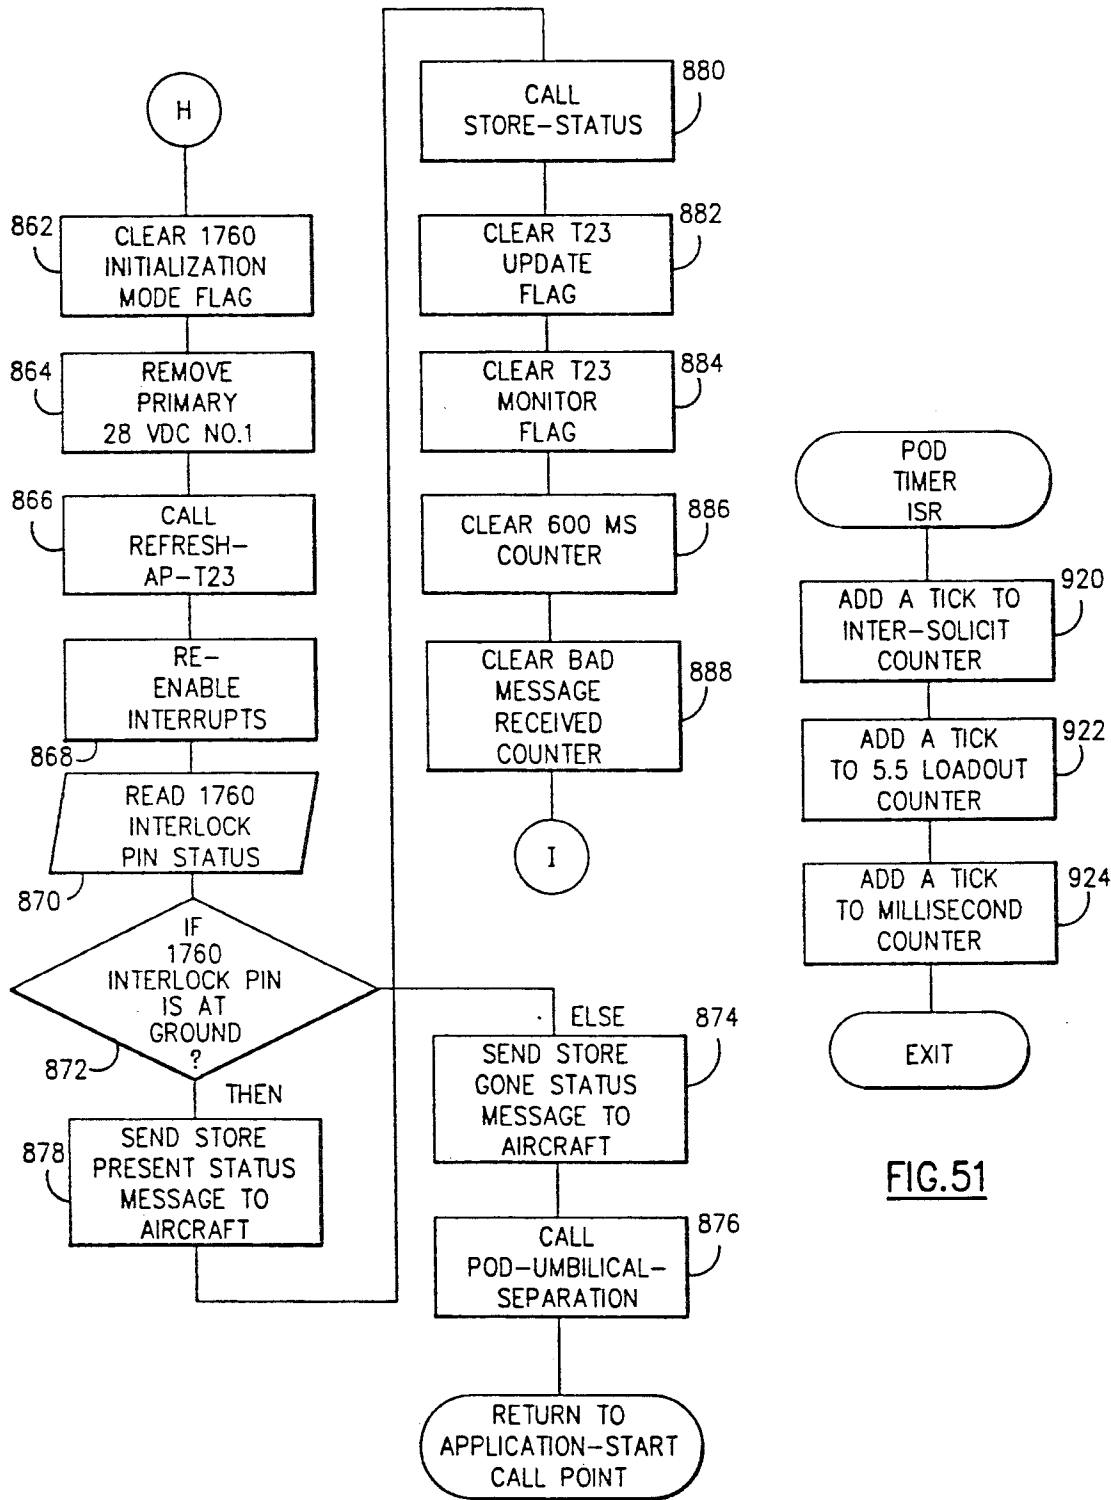 H
862
CLEAR 1760
INITIALIZATION
MODE FLAG
864
REMOVE
PRIMARY
28 VDC NO.1
866
CALL
REFRESH-
AP-T23
RE-
ENABLE
INTERRUPTS
868
READ 1760
INTERLOCK
PIN STATUS
870
IF
1760
INTERLOCK PIN
IS AT
GROUND
?
872
THEN
878
SEND STORE
PRESENT STATUS
MESSAGE TO
AIRCRAFT
880
CALL
STORE-STATUS
882
CLEAR T23
UPDATE
FLAG
884
CLEAR T23
MONITOR
FLAG
886
CLEAR 600 MS
COUNTER
888
CLEAR BAD
MESSAGE
RECEIVED
COUNTER
I
ELSE
874
SEND STORE
GONE STATUS
MESSAGE TO
AIRCRAFT
876
CALL
POD-UMBILICAL-
SEPARATION
RETURN TO
APPLICATION-START
CALL POINT
POD
TIMER
ISR
920
ADD A TICK TO
INTER-SOLICIT
COUNTER
922
ADD A TICK
TO 5.5 LOADOUT
COUNTER
924
ADD A TICK
TO MILLISECOND
COUNTER
EXIT
FIG.51